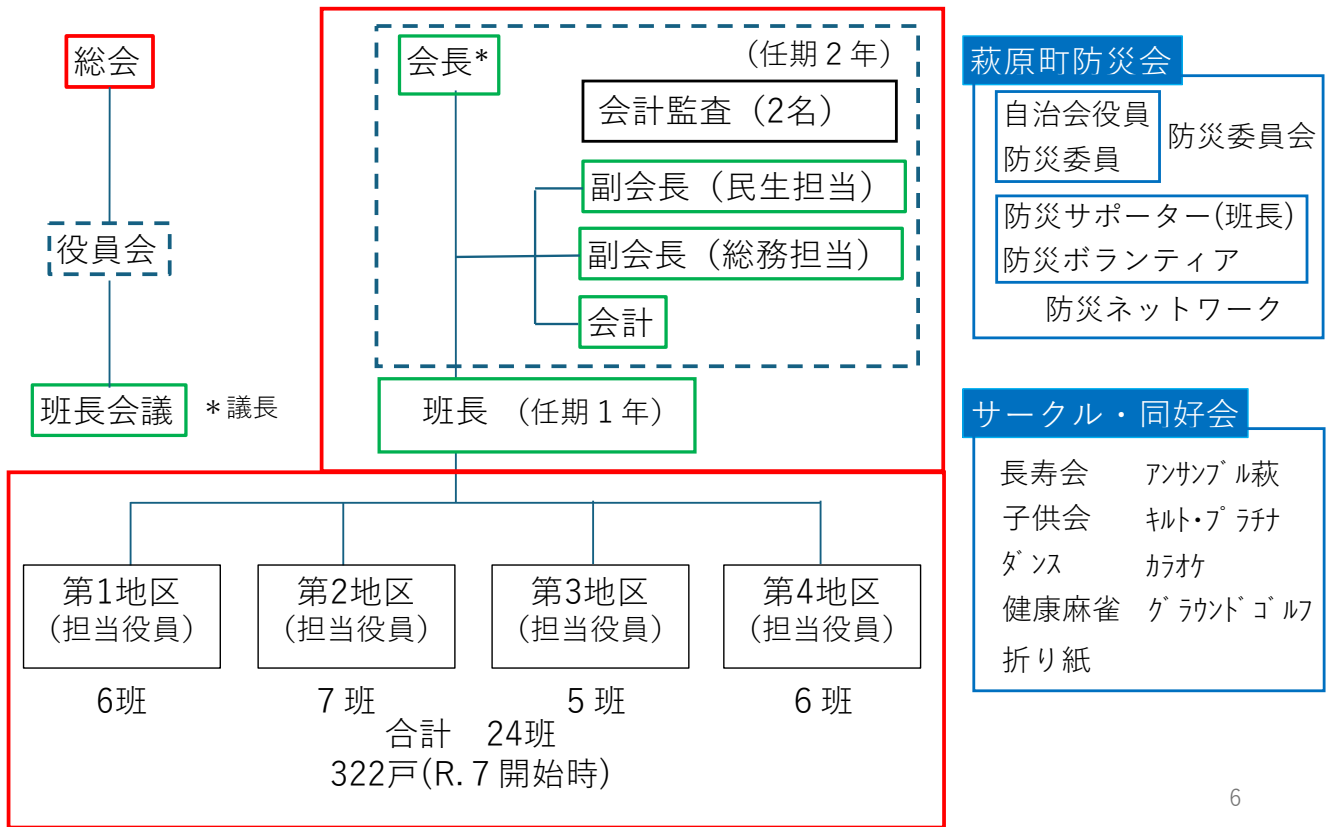 総会
役員会
班長会議
*議長
会長*
(任期2年)
会計監査（2名）
副会長（民生担当）
副会長（総務担当）
会計
班長 (任期1年)
第1地区
(担当役員)
6班
第2地区
(担当役員)
7班
第3地区
(担当役員)
5班
第4地区
(担当役員)
6班
合計 24班
322戸(R.7開始時)
萩原町防災会
自治会役員
防災委員
防災委員会
防災サポーター(班長)
防災ボランティア
防災ネットワーク
サークル・同好会
長寿会 ｱﾝｻﾝﾌﾞﾙ萩
子供会 ｷﾙﾄ･ﾌﾟﾗﾁﾅ
ﾀﾞﾝｽ ｶﾗｵｹ
健康麻雀 ｸﾞﾗｳﾝﾄﾞｺﾞﾙﾌ
折り紙
6